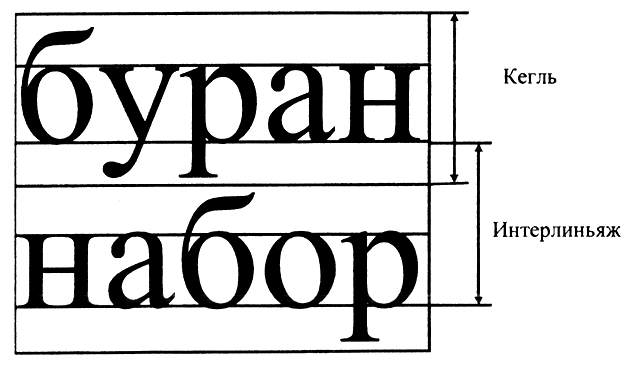 буран
Кегль
набор
Интерлиньяж